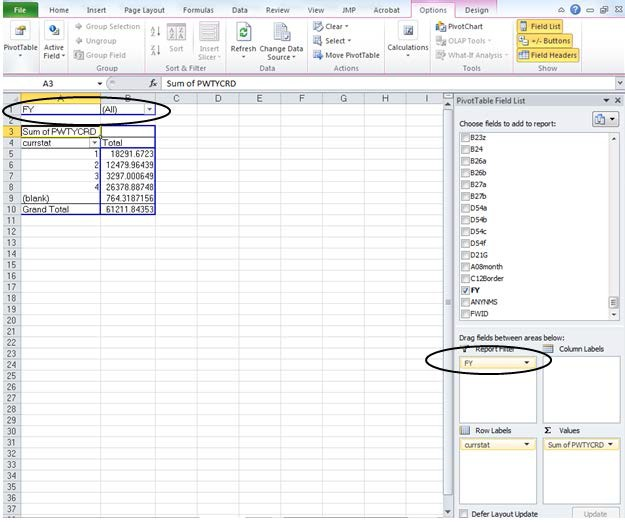 File Home Insert Page Layout Formulas Data Review View JMP Acrobat Options Design
PivotTable Active Field Group Selection Ungroup Group Field Sort Insert Slicer Refresh Change Data Source Clear Select Move PivotTable Calculations PivotChart OLAP Tools What-If Analysis Field List +/- Buttons Field Headers
Group Sort & Filter Data Actions Tools Show
A3 fx Sum of PWTYCRD
A B C D E F G H I
1 FY (All)
2
3 Sum of PWTYCRD
4 currstat Total
5 1 18291.6723
6 2 12479.96439
7 3 3297.000649
8 4 26378.88748
9 (blank) 764.3187156
10 Grand Total 61211.84353
11
12
13
14
15
16
17
18
19
20
21
22
23
24
25
26
27
28
29
30
31
32
33
34
35
36
37
PivotTable Field List
Choose fields to add to report:
B23z
B24
B26a
B26b
B27a
B27b
D54a
D54b
D54c
D54f
D21G
A08month
C12Border
FY
ANYNMS
FWID
Drag fields between areas below:
Report Filter Column Labels
FY
Row Labels Σ Values
currstat Sum of PWTYCRD
Defer Layout Update Update